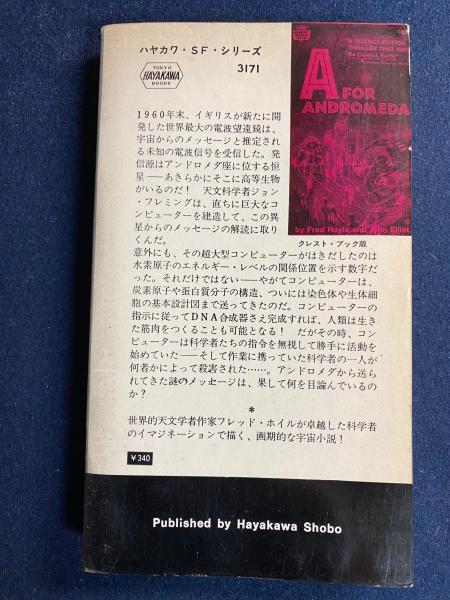 ハヤカワ・SF・シリーズ
3171
TOKYO
HAYAKAWA
BOOKS
"A SCIENCE-FICTION
THRILLER THAT SAYS
Be Careful, Earth"
A FOR
ANDROMEDA
by Fred Hoyle and John Elliot
クレスト・ブック版
1960年末、イギリスが新たに開
発した世界最大の電波望遠鏡は、
宇宙からのメッセージと推定され
る未知の電波信号を受信した。発
信源はアンドロメダ座に位する恒
星——あきらかにそこに高等生物
がいるのだ! 天文科学者ジョン
・フレミングは、直ちに巨大なコ
ンピューターを建造して、この異
星からのメッセージの解読に取り
くんだ。
意外にも、その超大型コンピューターがはきだしたのは
水素原子のエネルギー・レベルの関係位置を示す数字だ
った。それだけではない——やがてコンピューターは、
炭素原子や蛋白質分子の構造、ついには染色体や生体細
胞の基本設計図まで送ってきたのだ。コンピューターの
指示に従ってDNA合成器さえ完成すれば、人類は生き
た筋肉をつくることも可能となる! だがその時、コン
ピューターは科学者たちの指令を無視して勝手に活動を
始めていた——そして作業に携っていた科学者の一人が
何者かによって殺害された……。アンドロメダから送ら
れてきた謎のメッセージは、果して何を目論んでいるの
か?
*
世界的天文学者作家フレッド・ホイルが卓越した科学者
のイマジネーションで描く、画期的な宇宙小説!
¥340
Published by Hayakawa Shobo